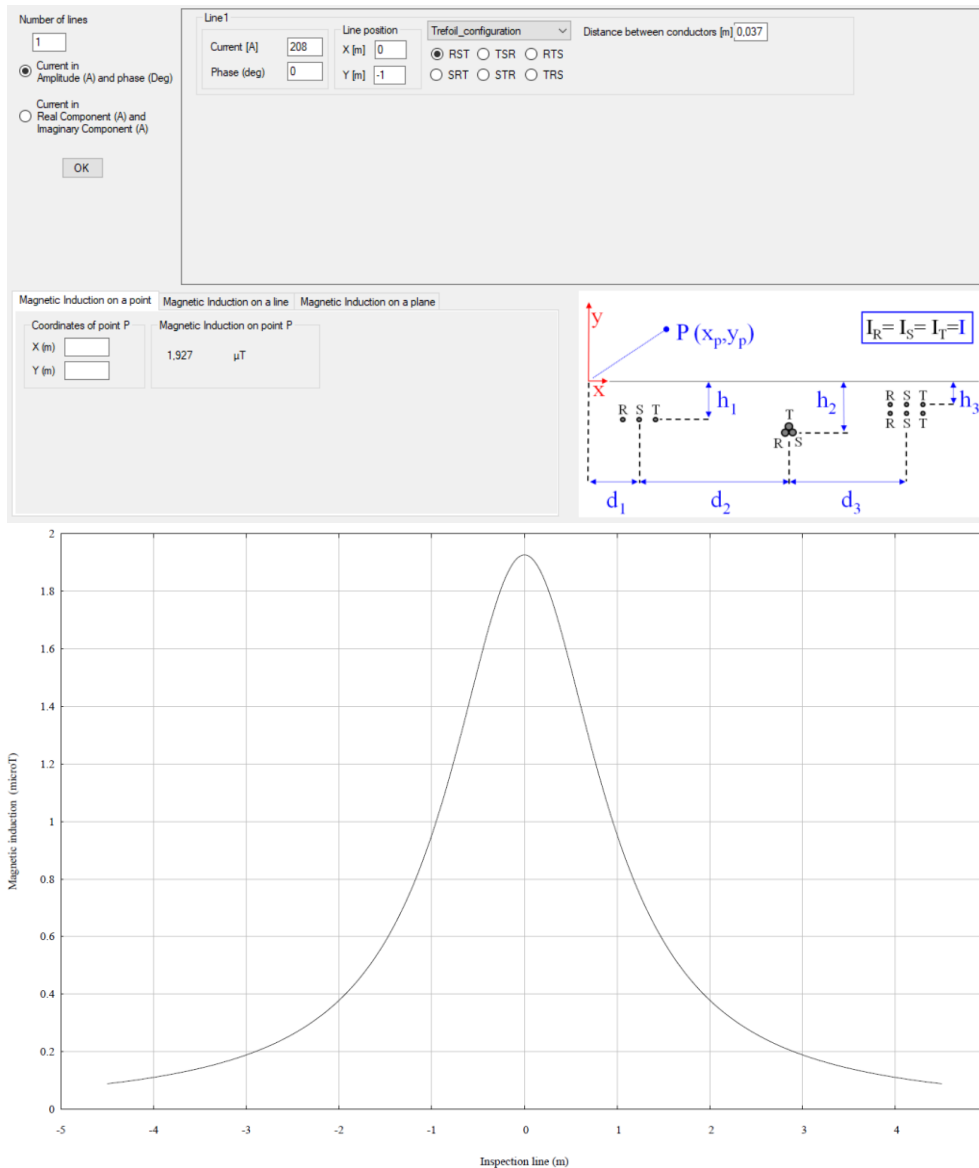 Number of lines
1
Current in
Amplitude (A) and phase (Deg)
Current in
Real Component (A) and
Imaginary Component (A)
OK
Line1
Current [A] 208
Phase (deg) 0
Line position
X [m] 0
Y [m] -1
Trefoil_configuration
RST TSR RTS
SRT STR TRS
Distance between conductors [m] 0,037
Magnetic Induction on a point Magnetic Induction on a line Magnetic Induction on a plane
Coordinates of point P
X (m)
Y (m)
Magnetic Induction on point P
1,927 µT
y
P (xp,yp)
IR= IS= IT=I
x
h1
h2
h3
R S T
T
R S
R S T
R S T
d1
d2
d3
2
1.8
1.6
1.4
1.2
1
0.8
0.6
0.4
0.2
0
-5 -4 -3 -2 -1 0 1 2 3 4
Magnetic induction (microT)
Inspection line (m)